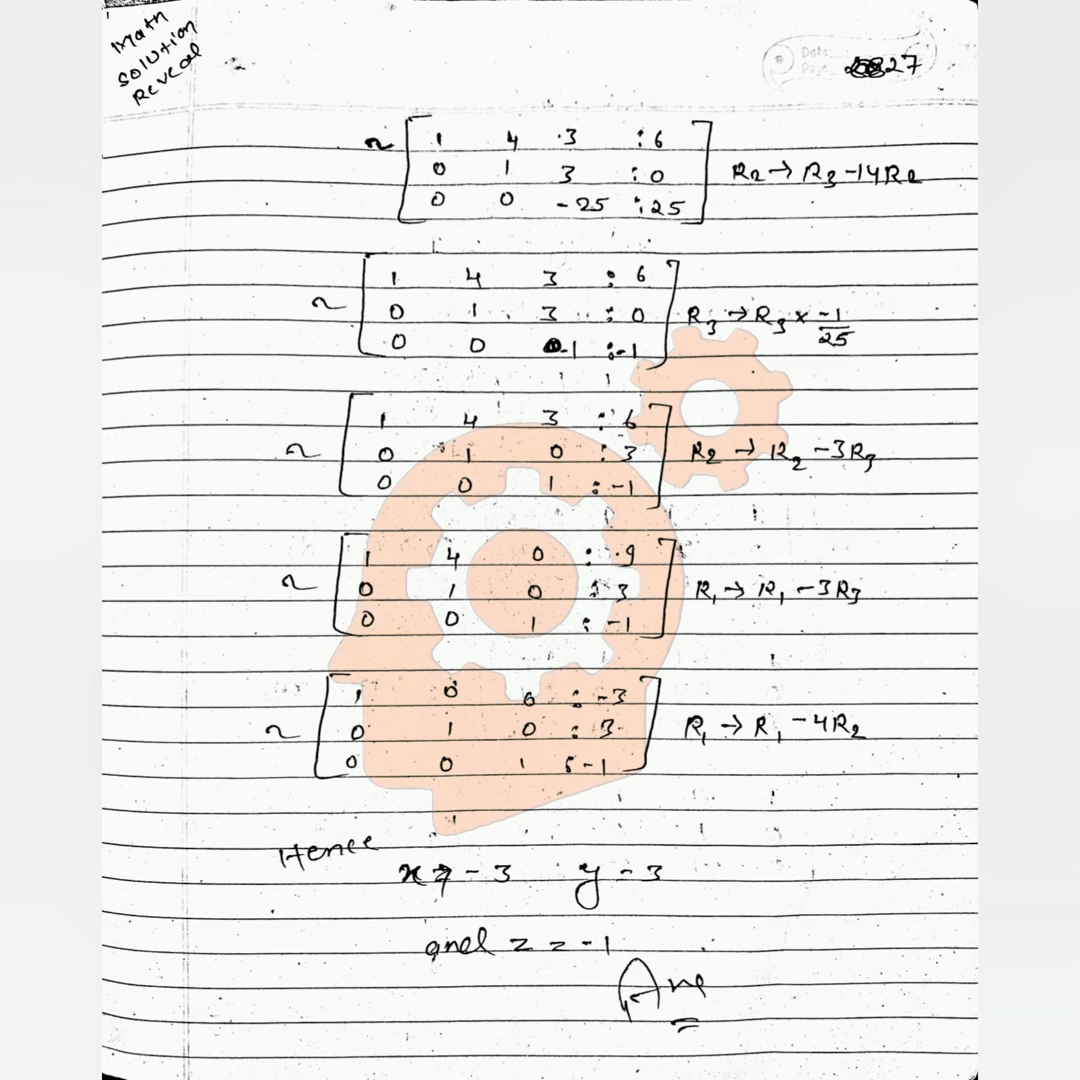 Math
Solution
Reveal
Date
Page 27
~ [ 1 4 3 : 6 ]
[ 0 1 3 : 0 ] R2 → R3 -14R2
[ 0 0 -25 : 25 ]
~ [ 1 4 3 : 6 ]
[ 0 1 3 : 0 ] R3 → R3 × -1/25
[ 0 0 1 : -1 ]
~ [ 1 4 3 : 6 ]
[ 0 1 0 : 3 ] R2 → R2 -3R3
[ 0 0 1 : -1 ]
~ [ 1 4 0 : 9 ]
[ 0 1 0 : 3 ] R1 → R1 -3R3
[ 0 0 1 : -1 ]
~ [ 1 0 0 : -3 ]
[ 0 1 0 : 3 ] R1 → R1 -4R2
[ 0 0 1 : -1 ]
Hence
x = -3 y - 3
and z = -1
Ans